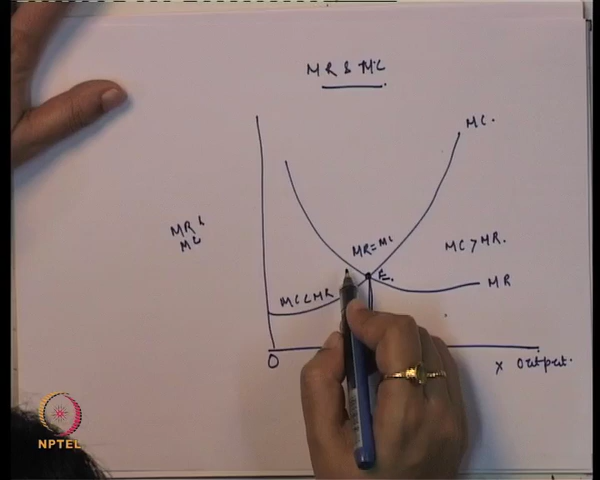 MR & MC
MC.
MR &
MC
MR = MC
MC > MR.
E.
MR
MC < MR
O
X output.
NPTEL